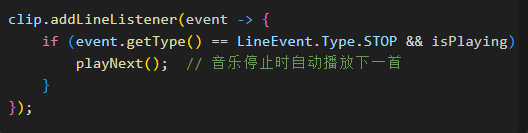 clip.addLineListener(event -> {
    if (event.getType() == LineEvent.Type.STOP && isPlaying)
        playNext();  // 音乐停止时自动播放下一首
    }
});